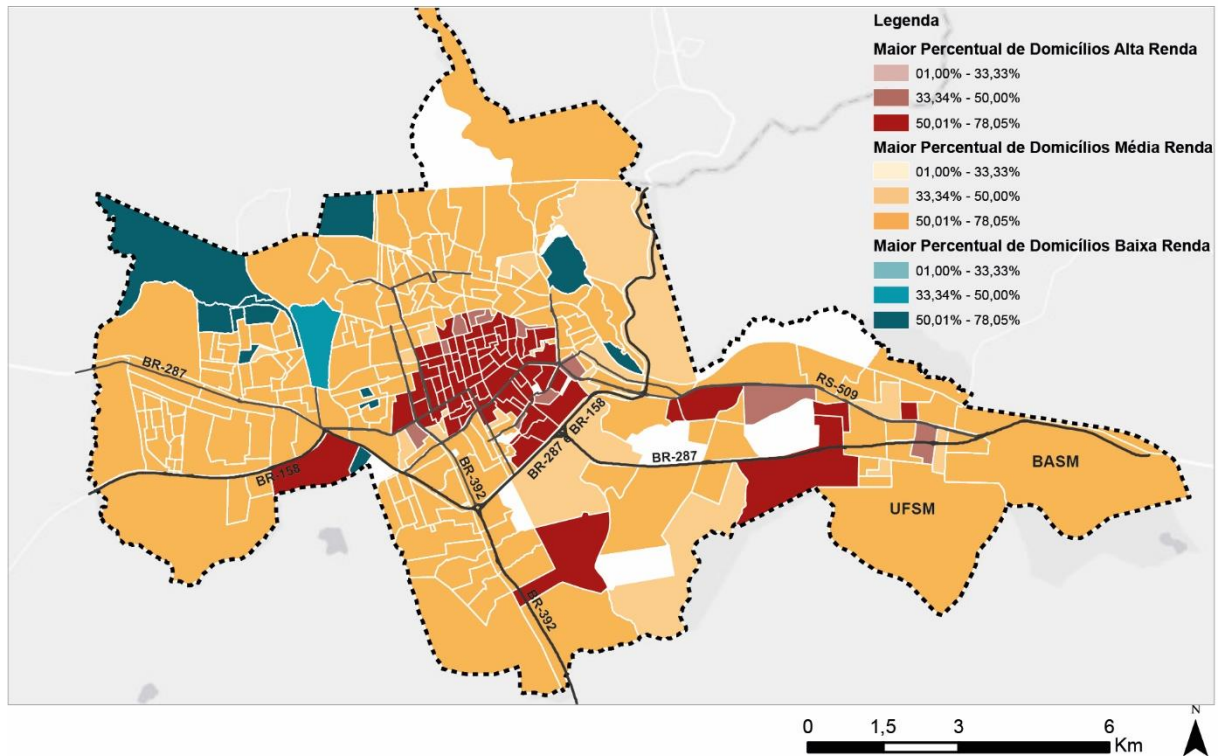 Legenda
Maior Percentual de Domicílios Alta Renda
01,00% - 33,33%
33,34% - 50,00%
50,01% - 78,05%
Maior Percentual de Domicílios Média Renda
01,00% - 33,33%
33,34% - 50,00%
50,01% - 78,05%
Maior Percentual de Domicílios Baixa Renda
01,00% - 33,33%
33,34% - 50,00%
50,01% - 78,05%
BR-287
RS-509
BR-158
BR-287
BR-287
BR-158
BR-392
BASM
UFSM
BR-392
N
0 1,5 3 6
Km